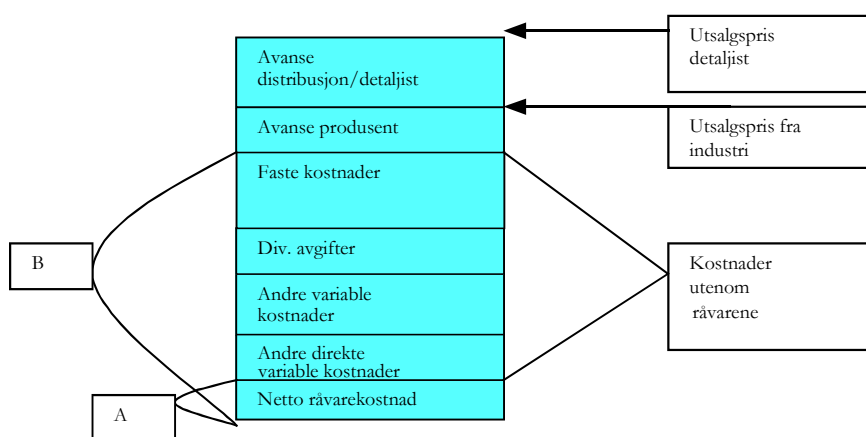 Avanse
distribusjon/detaljist
Avanse produsent
Faste kostnader
Div. avgifter
Andre variable
kostnader
Andre direkte
variable kostnader
Netto råvarekostnad
B
A
Utsalgspris
detaljist
Utsalgspris fra
industri
Kostnader
utenom
råvarene